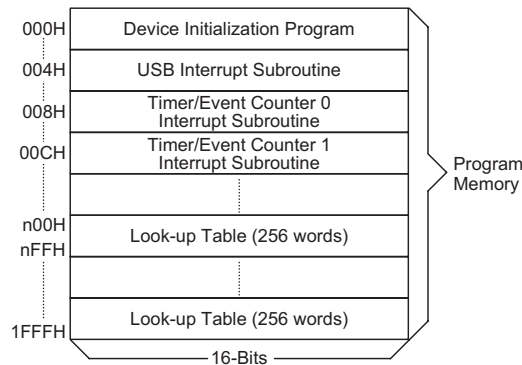 000H
Device Initialization Program
004H
USB Interrupt Subroutine
008H
Timer/Event Counter 0
Interrupt Subroutine
00CH
Timer/Event Counter 1
Interrupt Subroutine
Program
Memory
n00H
Look-up Table (256 words)
nFFH
Look-up Table (256 words)
1FFFH
16-Bits